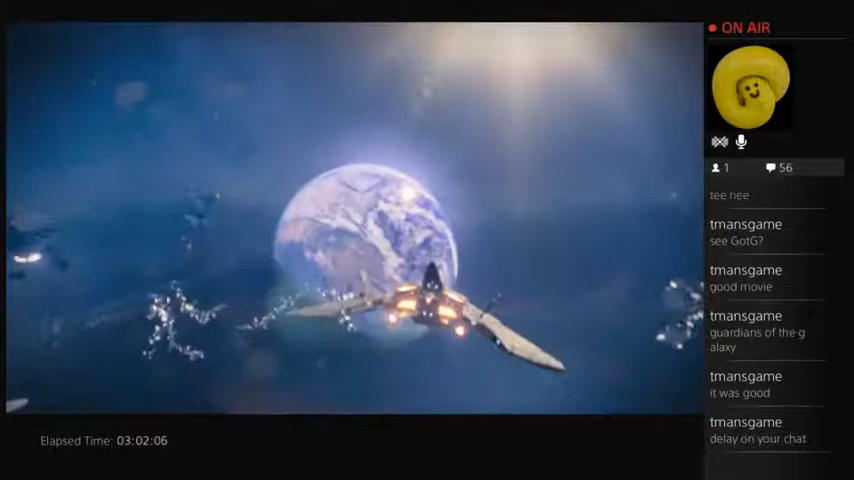 ON AIR
1 56
tee hee
tmansgame
see GotG?
tmansgame
good movie
tmansgame
guardians of the g
alaxy
tmansgame
it was good
tmansgame
delay on your chat
Elapsed Time: 03:02:06